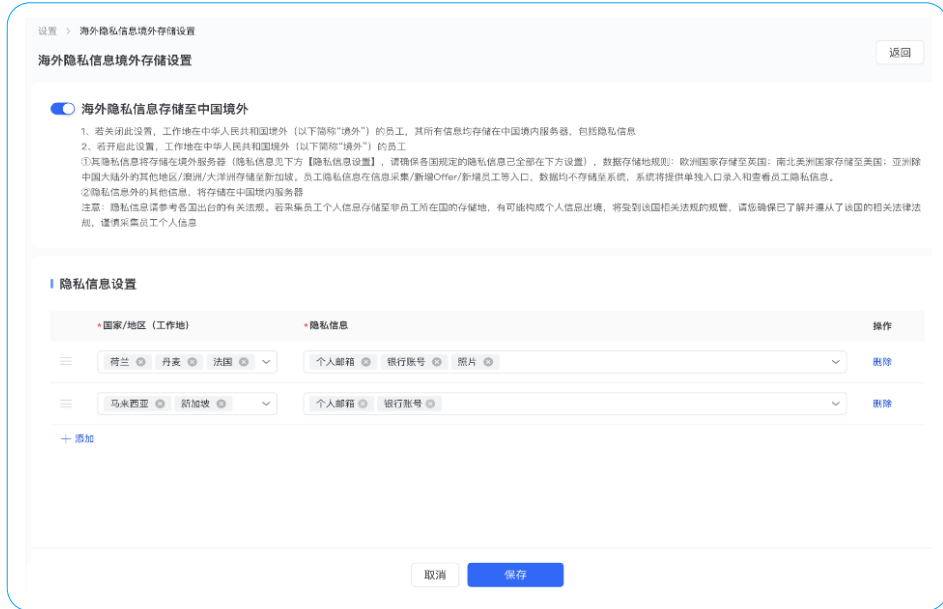 设置 > 海外隐私信息境外存储设置
海外隐私信息境外存储设置
返回
海外隐私信息存储至中国境外
1、若关闭此设置，工作地在中华人民共和国境外（以下简称“境外”）的员工，其所有信息均存储在中国境内服务器，包括隐私信息
2、若开启此设置，工作地在中华人民共和国境外（以下简称“境外”）的员工：
①其隐私信息将存储在境外服务器（隐私信息见下方【隐私信息设置】，请确保各国规定的隐私信息已全部在下方设置），数据存储地规则：欧洲国家存储至英国；南北美洲国家存储至美国；亚洲除
中国大陆外的其他地区/澳洲/大洋洲存储至新加坡。员工隐私信息在信息采集/新增Offer/新增员工等入口，数据均不存储至系统，系统将提供单独入口录入和查看员工隐私信息。
②隐私信息外的其他信息，将存储在中国境内服务器
注意：隐私信息请参考各国出台的有关法规。若采集员工个人信息存储至非员工所在国的存储地，有可能构成个人信息出境，将受到该国相关法规的规管，请您确保已了解并遵从了该国的相关法律法
规，谨慎采集员工个人信息
隐私信息设置
*国家/地区（工作地） *隐私信息 操作
荷兰 丹麦 法国 个人邮箱 银行账号 照片 删除
马来西亚 新加坡 个人邮箱 银行账号 删除
+ 添加
取消 保存